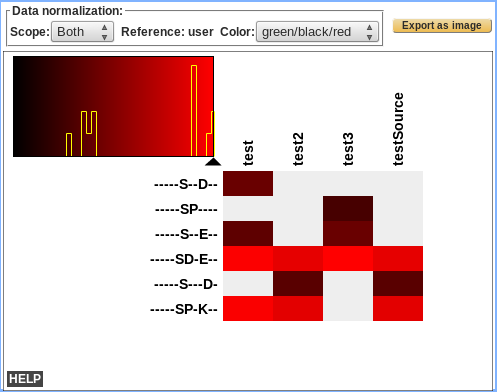 Data normalization:
Scope: Both Reference: user Color: green/black/red
Export as image
test test2 test3 testSource
-----S--D--
-----SP----
-----S--E--
-----SD-E--
-----S---D-
-----SP-K--
HELP